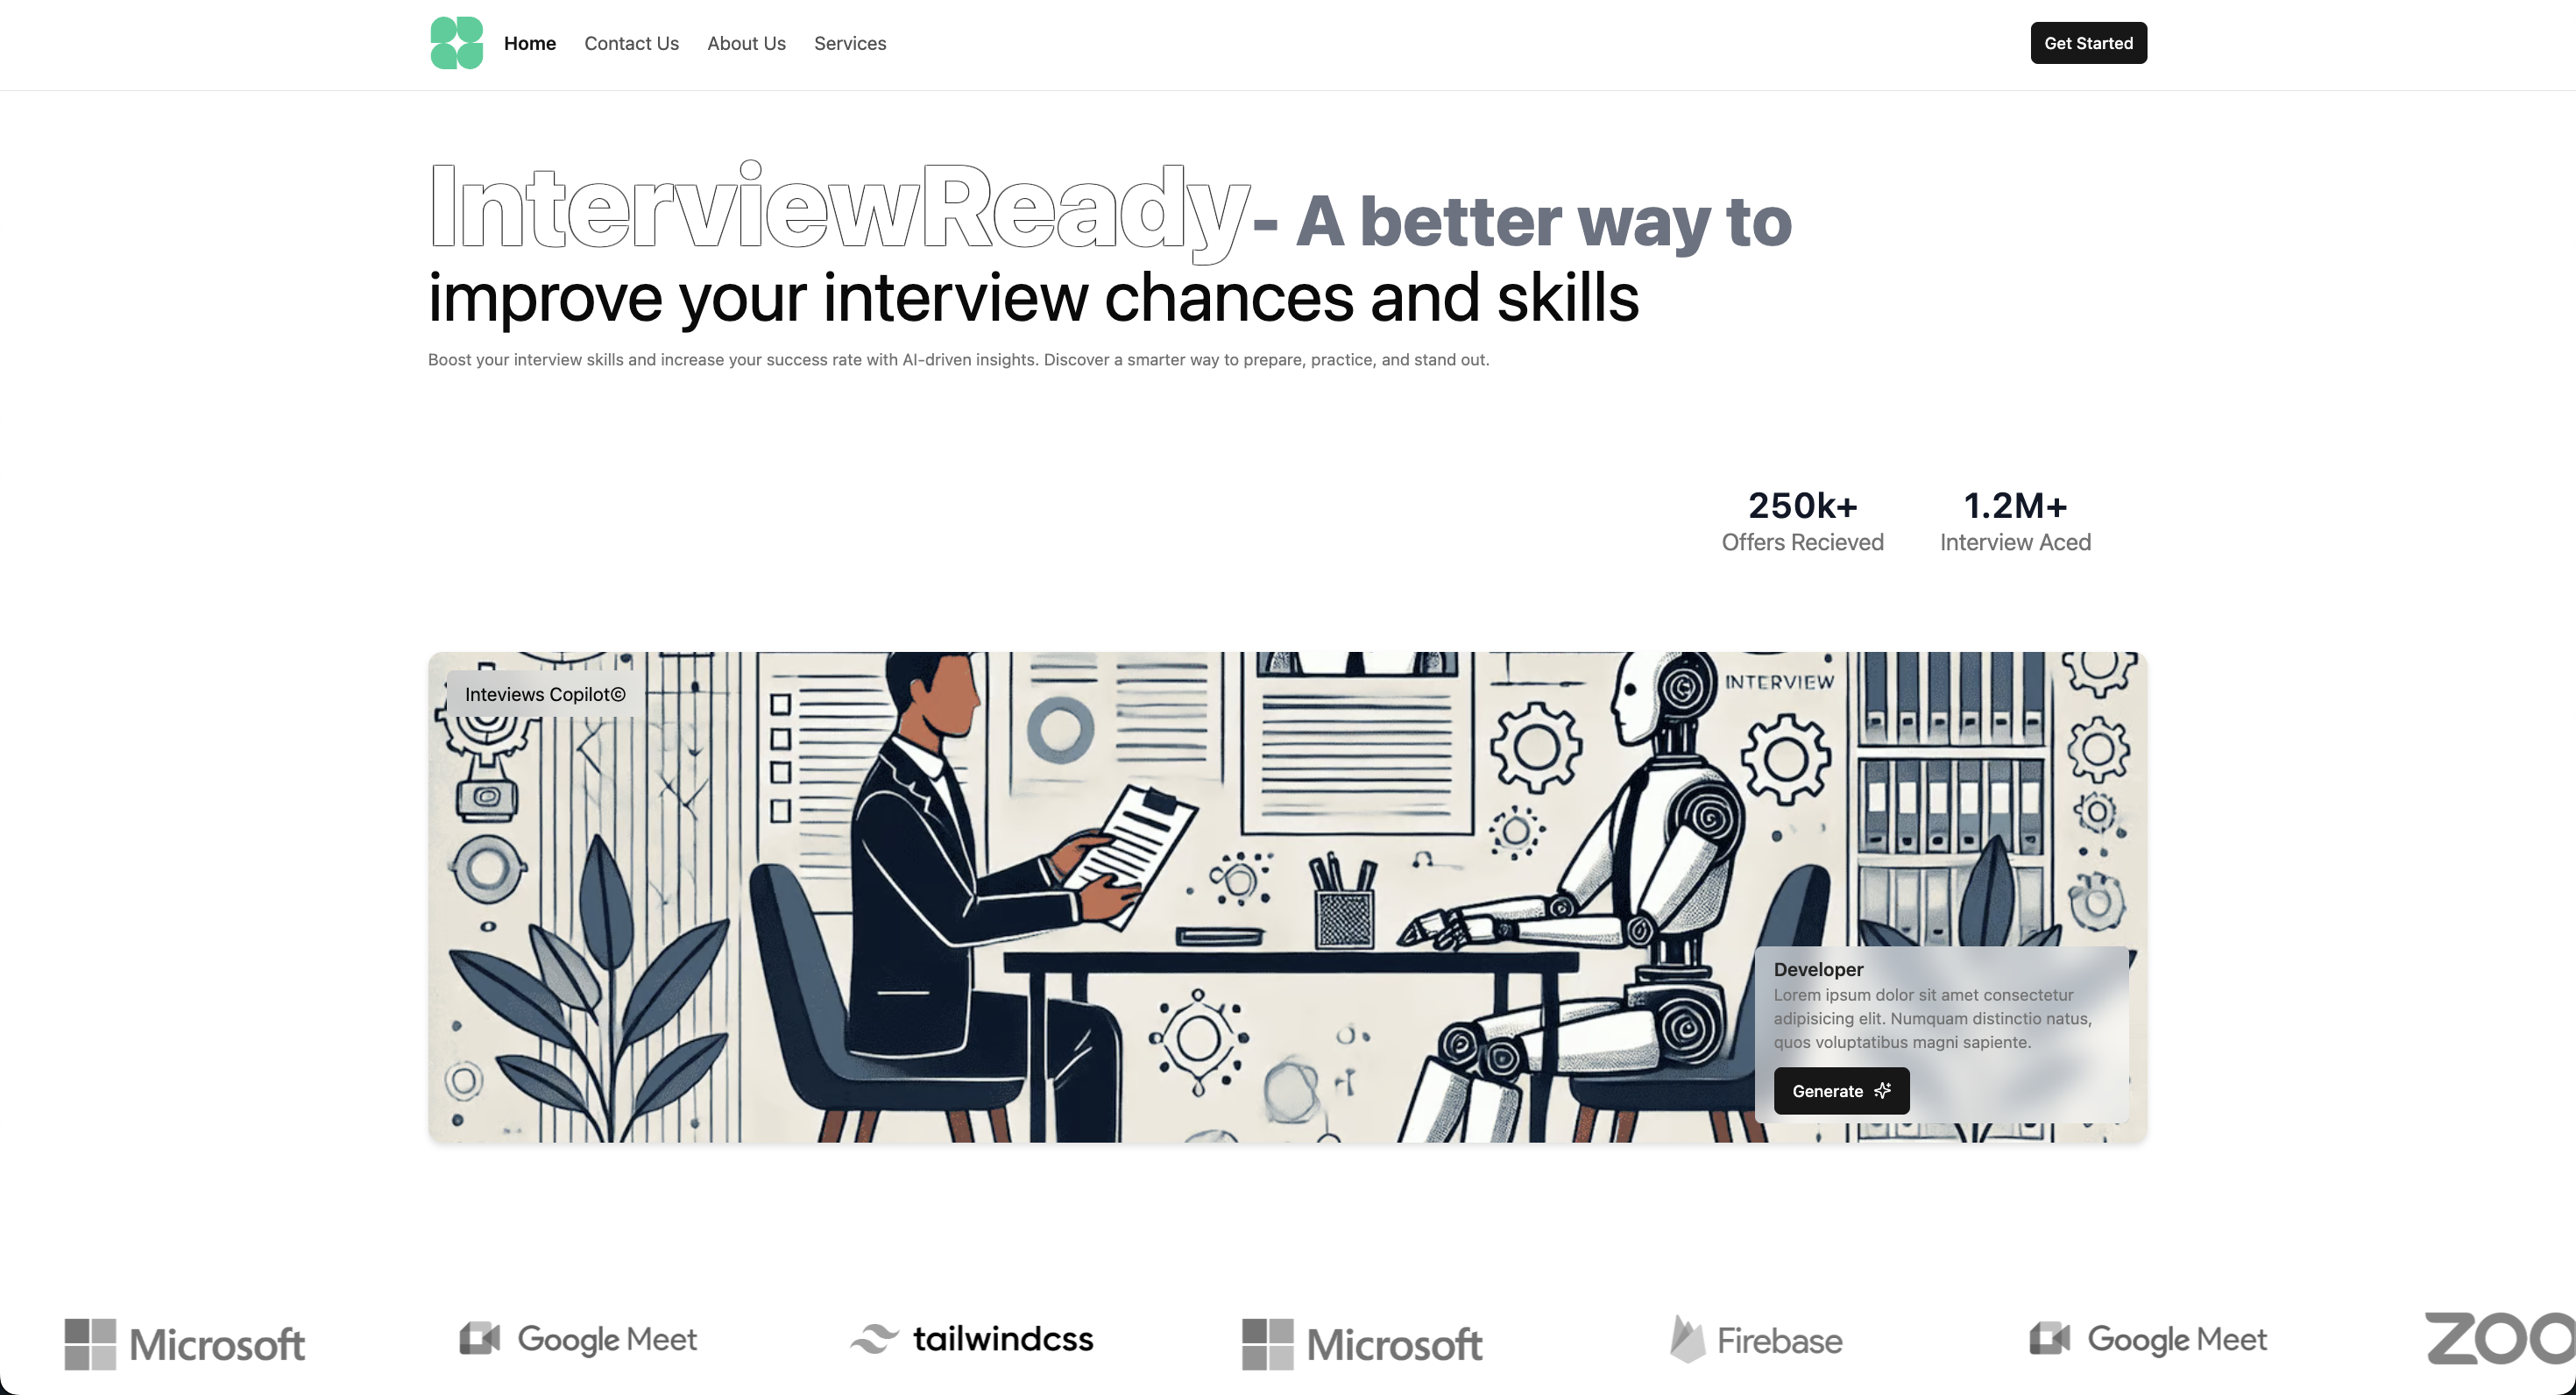 Home Contact Us About Us Services Get Started
InterviewReady- A better way to
improve your interview chances and skills
Boost your interview skills and increase your success rate with AI-driven insights. Discover a smarter way to prepare, practice, and stand out.
250k+ 1.2M+
Offers Recieved Interview Aced
Inteviews Copilot©
INTERVIEW
Developer
Lorem ipsum dolor sit amet consectetur
adipisicing elit. Numquam distinctio natus,
quos voluptatibus magni sapiente.
Generate
Microsoft Google Meet tailwindcss Microsoft Firebase Google Meet ZOO